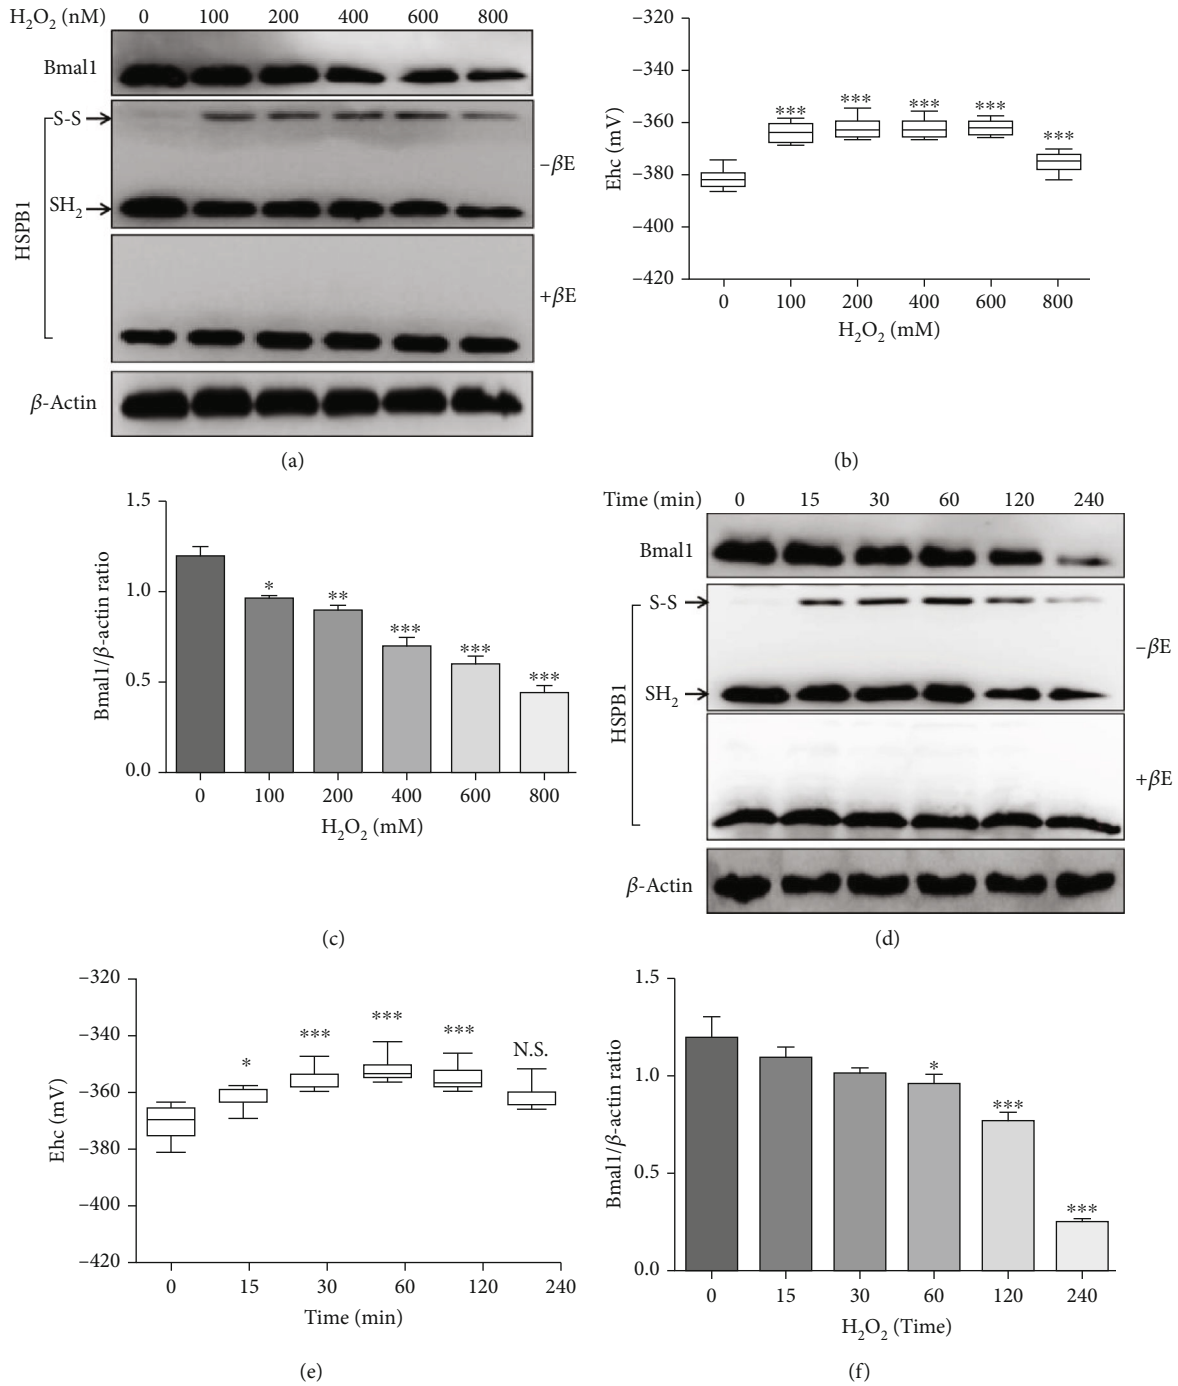 H₂O₂ (nM) 0 100 200 400 600 800
Bmal1
S-S
–βE
SH₂
HSPB1
+βE
β-Actin
(a)
–320
–340
–360
–380
–400
–420
Ehc (mV)
*** *** *** *** ***
0 100 200 400 600 800
H₂O₂ (mM)
(b)
1.5
1.0
0.5
0.0
Bmal1/β-actin ratio
* ** *** *** ***
0 100 200 400 600 800
H₂O₂ (mM)
(c)
Time (min) 0 15 30 60 120 240
Bmal1
S-S
–βE
SH₂
HSPB1
+βE
β-Actin
(d)
–320
–340
–360
–380
–400
–420
Ehc (mV)
* *** *** *** N.S.
0 15 30 60 120 240
Time (min)
(e)
1.5
1.0
0.5
0.0
Bmal1/β-actin ratio
* *** ***
0 15 30 60 120 240
H₂O₂ (Time)
(f)